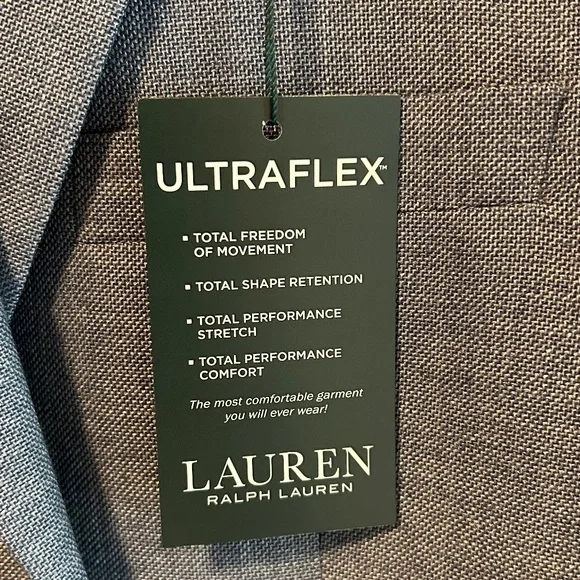 ULTRAFLEX™
▪ TOTAL FREEDOM
OF MOVEMENT
▪ TOTAL SHAPE RETENTION
▪ TOTAL PERFORMANCE
STRETCH
▪ TOTAL PERFORMANCE
COMFORT
The most comfortable garment
you will ever wear!
LAUREN
RALPH LAUREN